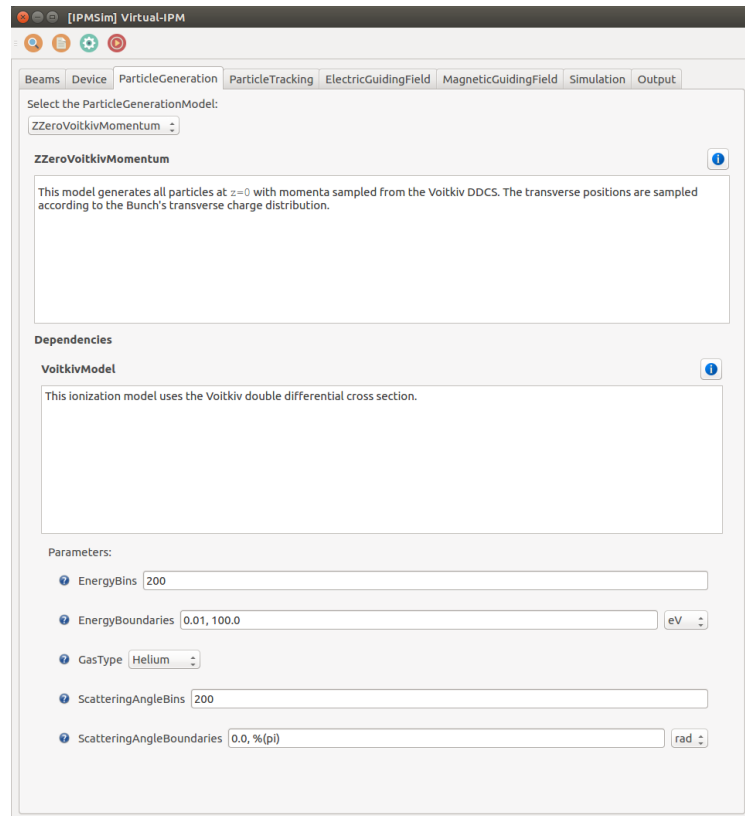 [IPMSim] Virtual-IPM
Beams Device ParticleGeneration ParticleTracking ElectricGuidingField MagneticGuidingField Simulation Output
Select the ParticleGenerationModel:
ZZeroVoitkivMomentum
ZZeroVoitkivMomentum
This model generates all particles at z=0 with momenta sampled from the Voitkiv DDCS. The transverse positions are sampled
according to the Bunch's transverse charge distribution.
Dependencies
VoitkivModel
This ionization model uses the Voitkiv double differential cross section.
Parameters:
EnergyBins 200
EnergyBoundaries 0.01, 100.0 eV
GasType Helium
ScatteringAngleBins 200
ScatteringAngleBoundaries 0.0, %(pi) rad